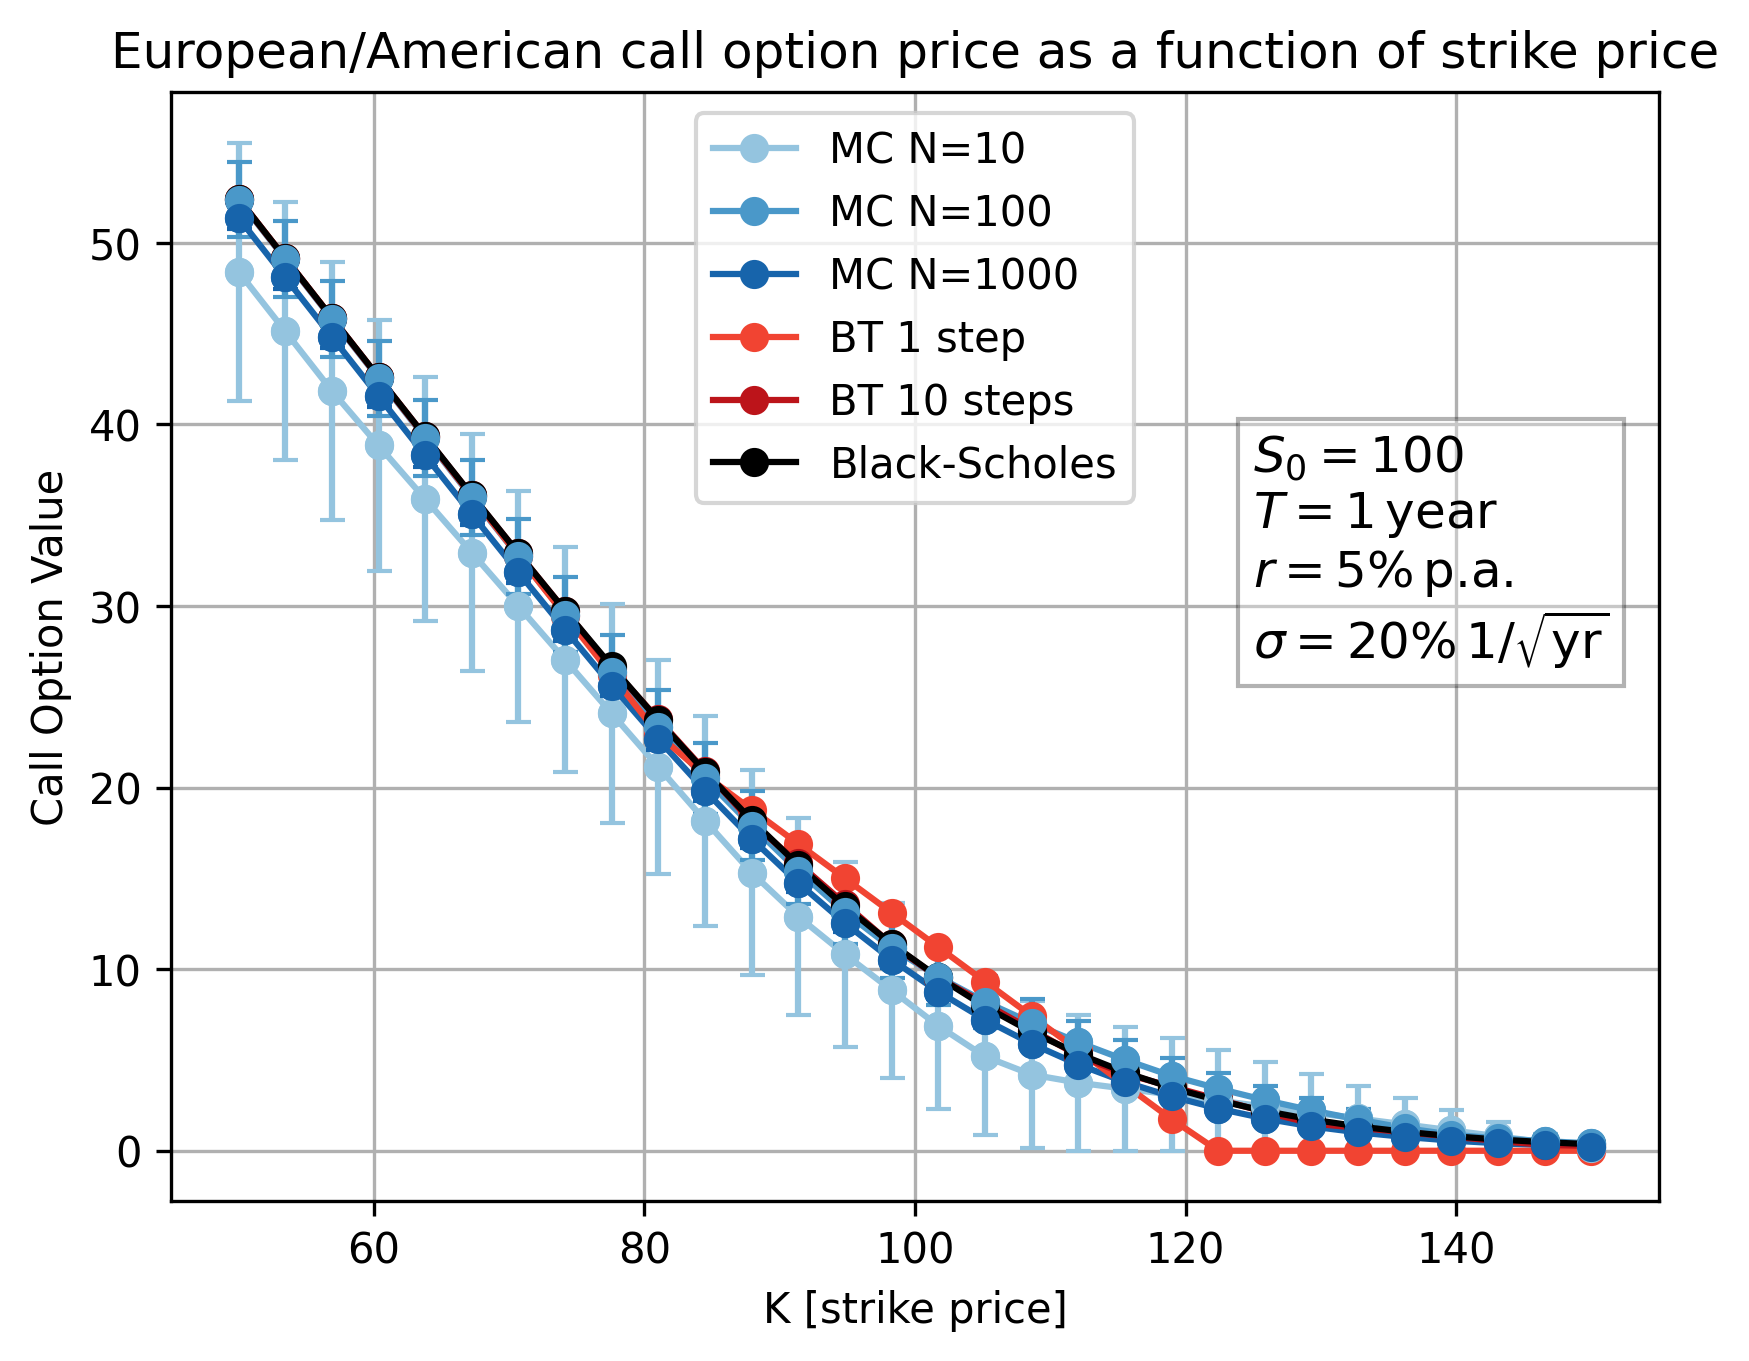 European/American call option price as a function of strike price
MC N=10
MC N=100
MC N=1000
BT 1 step
BT 10 steps
Black-Scholes
S₀ = 100
T = 1 year
r = 5% p.a.
σ = 20% 1/√yr
Call Option Value
50
40
30
20
10
0
60 80 100 120 140
K [strike price]